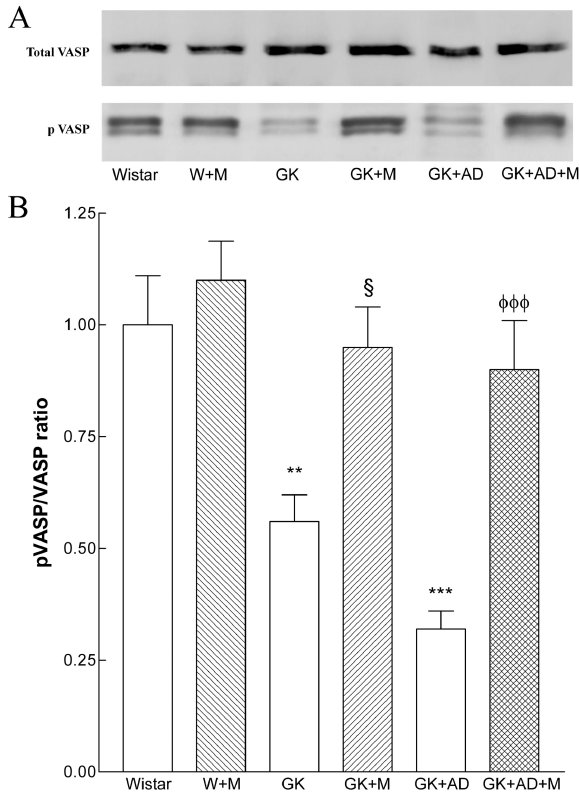 A
Total VASP
p VASP
Wistar W+M GK GK+M GK+AD GK+AD+M
B
1.25
1.00
0.75
0.50
0.25
0.00
pVASP/VASP ratio
**
§
***
ϕϕϕ
Wistar W+M GK GK+M GK+AD GK+AD+M